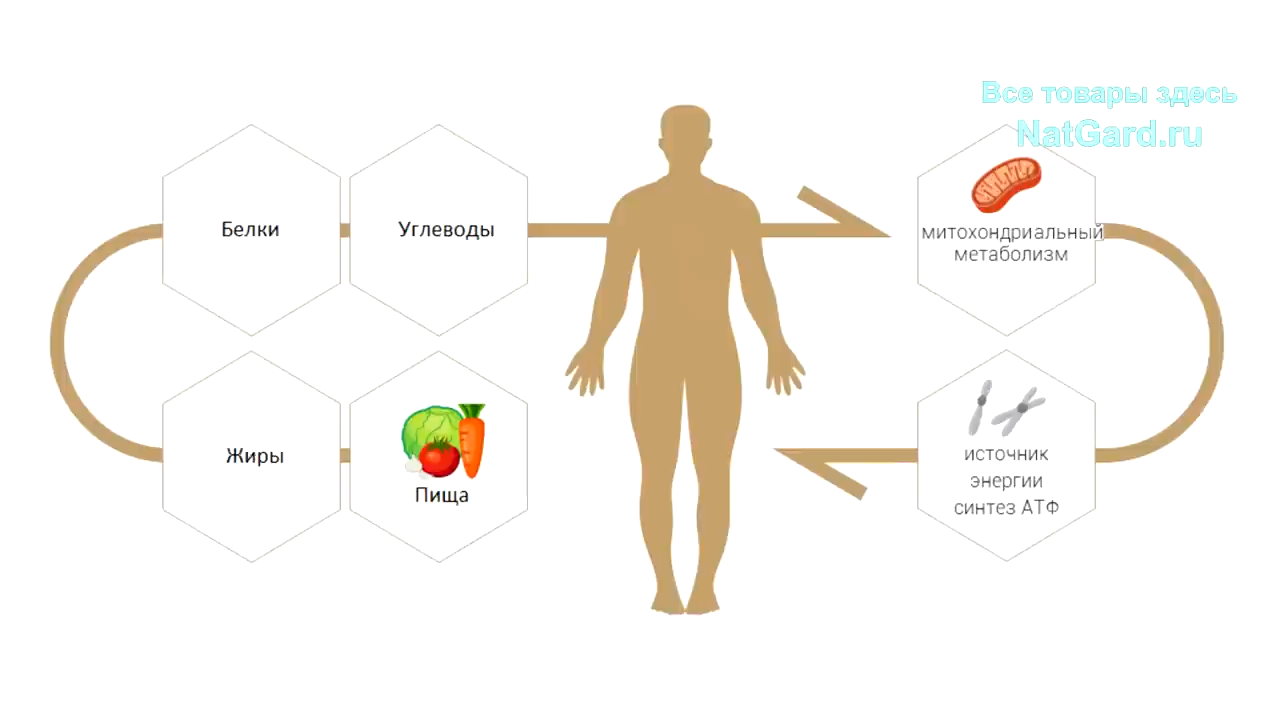 Все товары здесь
NatGard.ru
Белки
Углеводы
митохондриальный
метаболизм
Жиры
Пища
источник
энергии
синтез АТФ